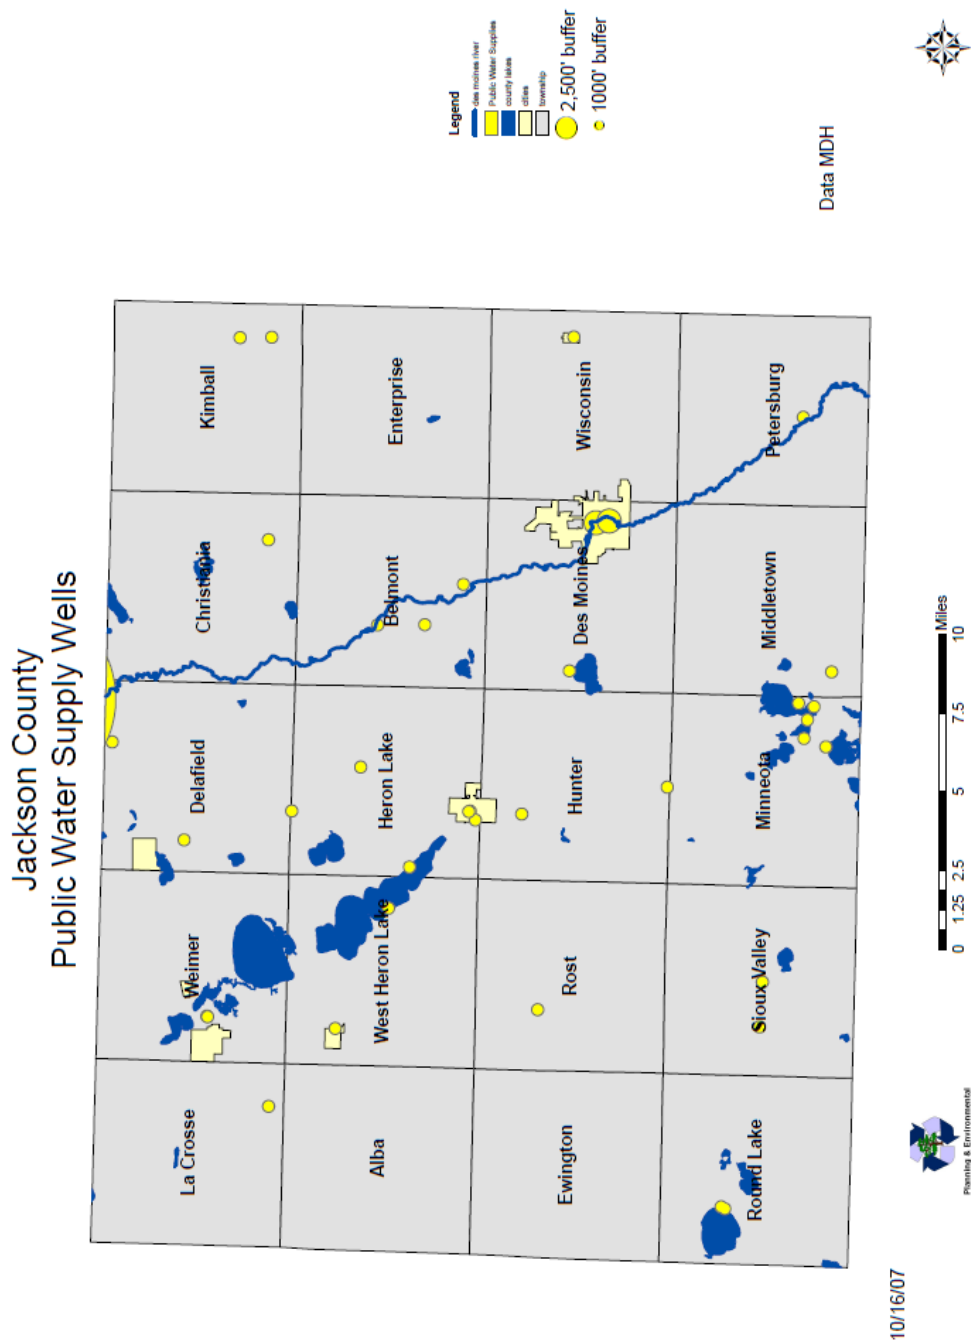 Jackson County
Public Water Supply Wells
Legend
des moines river
Public Water Supplies
county lakes
cities
township
2,500' buffer
1000' buffer
La Crosse
Weimer
Delafield
Christiania
Kimball
Alba
West Heron Lake
Heron Lake
Belmont
Enterprise
Ewington
Rost
Hunter
Des Moines
Wisconsin
Round Lake
Sioux Valley
Minneota
Middletown
Petersburg
Data MDH
10/16/07
Planning & Environmental
0 1.25 2.5 5 7.5 10
Miles